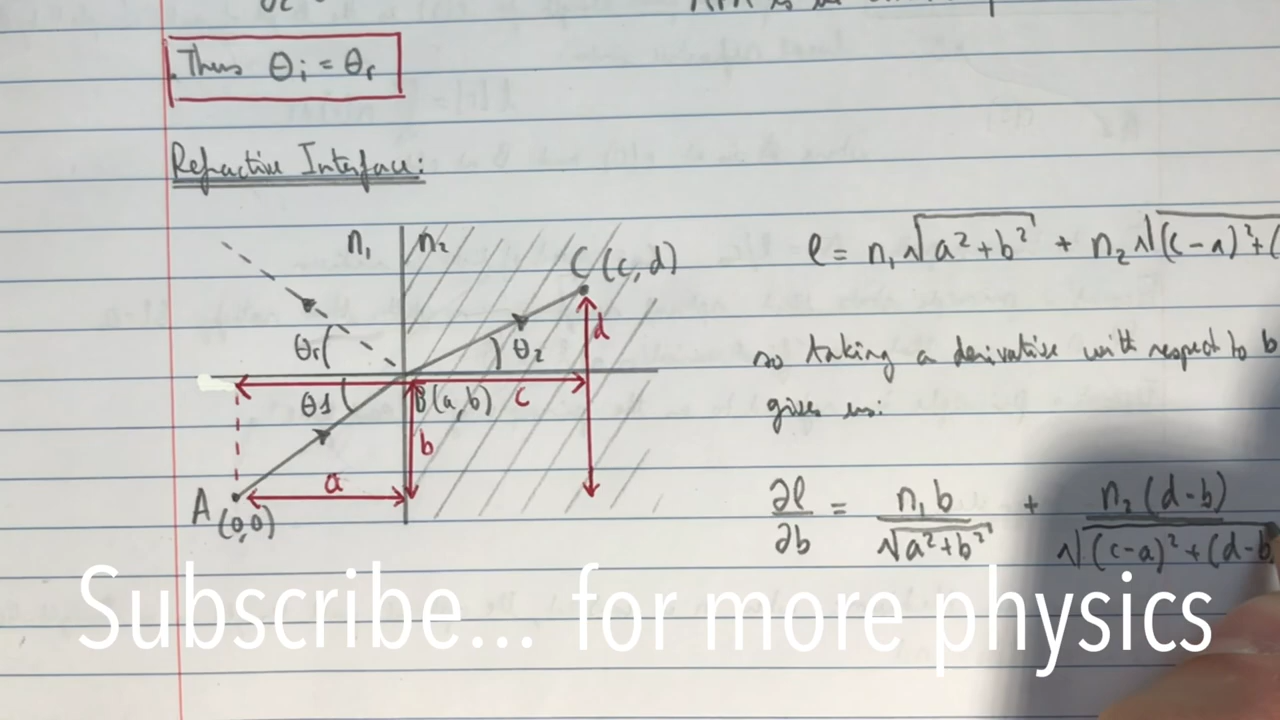 Thus θi = θr
Refractive Interface:
n₁ n₂
C (c,d)
ℓ = n₁√(a²+b²) + n₂√((c-a)²+(
d
θr θ₂
so taking a derivative with respect to b
θ1 B(a,b) c
gives us:
b
a
A (0,0)
∂ℓ/∂b = n₁b/√(a²+b²) + n₂(d-b)/√((c-a)²+(d-b
Subscribe... for more physics